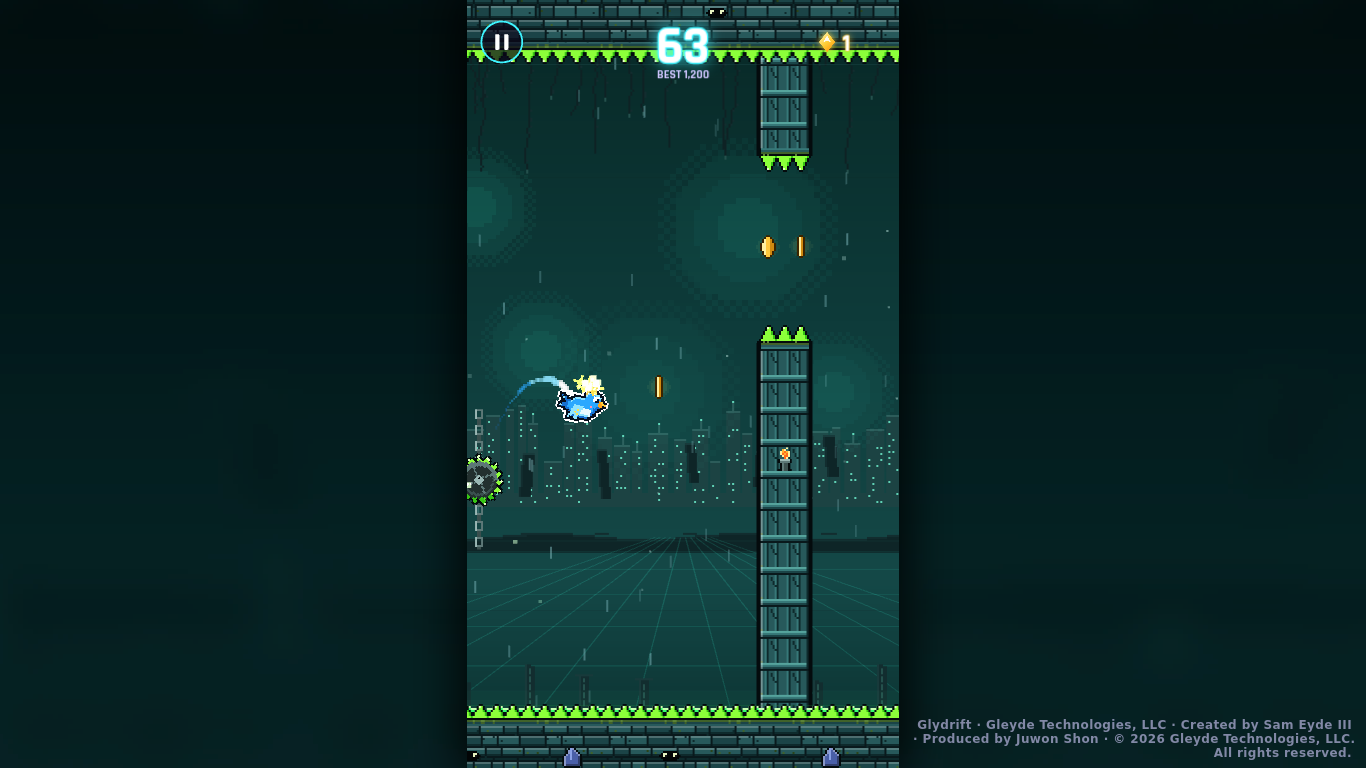 63
1
BEST 1,200
Glydrift · Gleyde Technologies, LLC · Created by Sam Eyde III
· Produced by Juwon Shon · © 2026 Gleyde Technologies, LLC.
All rights reserved.